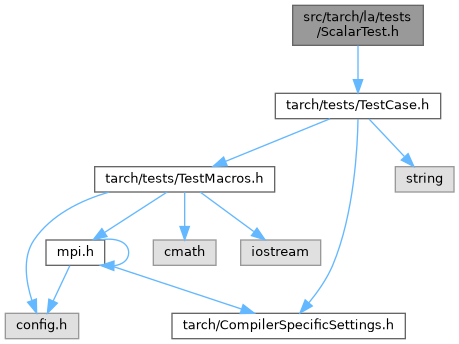 src/tarch/la/tests
/ScalarTest.h
tarch/tests/TestCase.h
tarch/tests/TestMacros.h
string
mpi.h
cmath
iostream
config.h
tarch/CompilerSpecificSettings.h